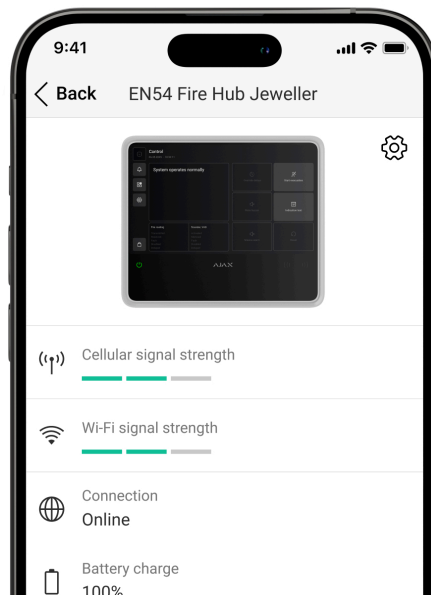 9:41
Back
EN54 Fire Hub Jeweller
Control
System operates normally
AJAX
Cellular signal strength
Wi-Fi signal strength
Connection
Online
Battery charge
100%